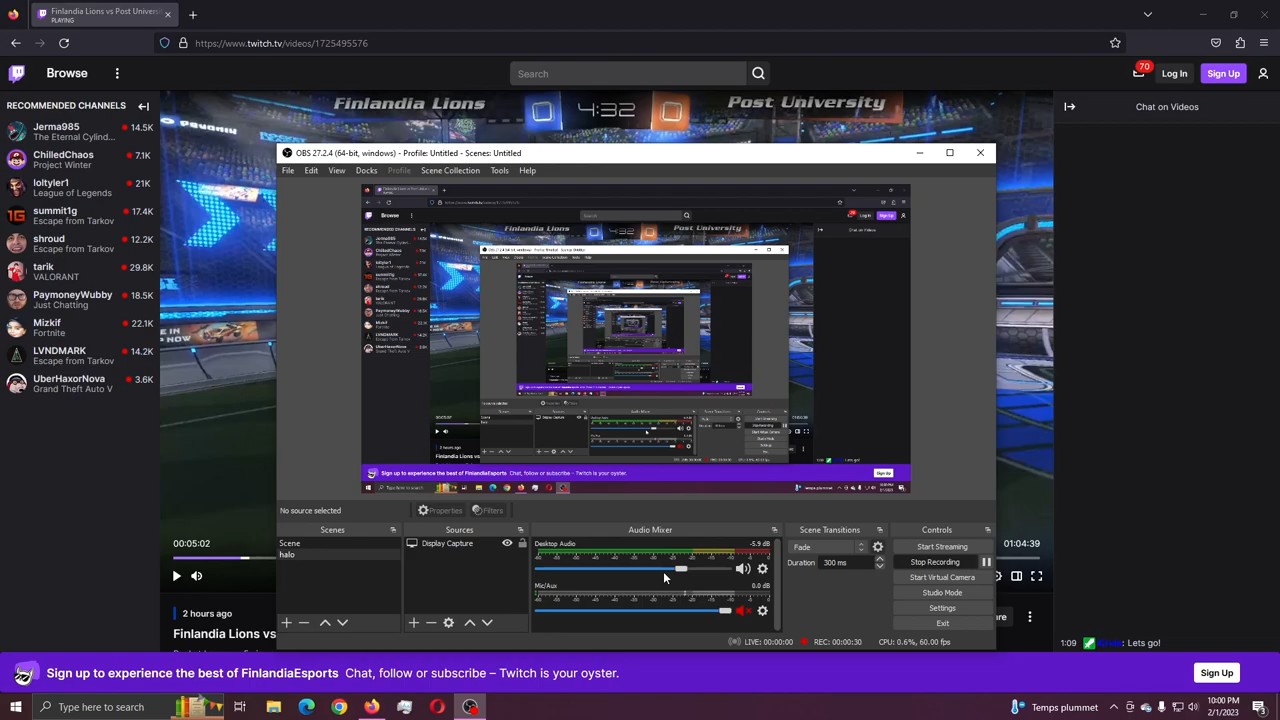 Finlandia Lions vs Post Universi
PLAYING
https://www.twitch.tv/videos/1725495576
Browse
Search
70
Log In
Sign Up
RECOMMENDED CHANNELS
Jerma985
The Eternal Cylind...
14.5K
ChilledChaos
Project Winter
7.1K
loltyler1
League of Legends
21K
summit1g
Escape from Tarkov
17.4K
shroud
Escape from Tarkov
12.2K
tarik
VALORANT
29.8K
PaymoneyWubby
Just Chatting
18.5K
Mizkif
Fortnite
22.1K
LVNDMARK
Escape from Tarkov
14.2K
UberHaxorNova
Grand Theft Auto V
3.6K
Finlandia Lions
4:32
Post University
Chat on Videos
OBS 27.2.4 (64-bit, windows) - Profile: Untitled - Scenes: Untitled
File Edit View Docks Profile Scene Collection Tools Help
No source selected
Properties
Filters
Scenes
Sources
Audio Mixer
Scene Transitions
Controls
Scene
halo
Display Capture
Desktop Audio
-5.9 dB
Mic/Aux
0.0 dB
Fade
Duration 300 ms
Start Streaming
Stop Recording
Start Virtual Camera
Studio Mode
Settings
Exit
LIVE: 00:00:00
REC: 00:00:30
CPU: 0.6%, 60.00 fps
00:05:02
01:04:39
2 hours ago
Finlandia Lions vs
1:09
Lets go!
Sign up to experience the best of FinlandiaEsports Chat, follow or subscribe – Twitch is your oyster.
Sign Up
Type here to search
Temps plummet
10:00 PM
2/1/2023